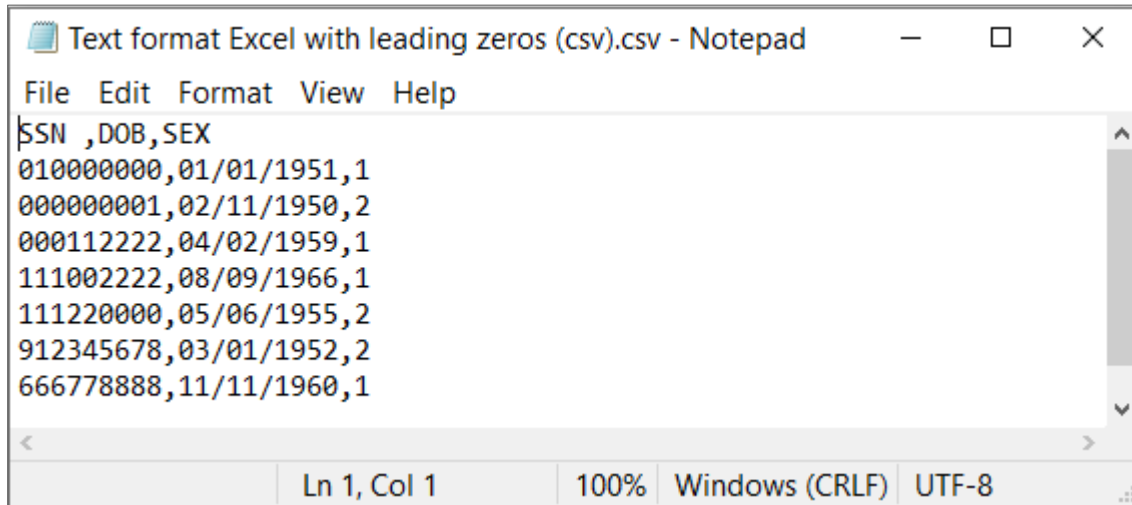 Text format Excel with leading zeros (csv).csv - Notepad
File Edit Format View Help
SSN ,DOB,SEX
010000000,01/01/1951,1
000000001,02/11/1950,2
000112222,04/02/1959,1
111002222,08/09/1966,1
111220000,05/06/1955,2
912345678,03/01/1952,2
666778888,11/11/1960,1
Ln 1, Col 1 100% Windows (CRLF) UTF-8